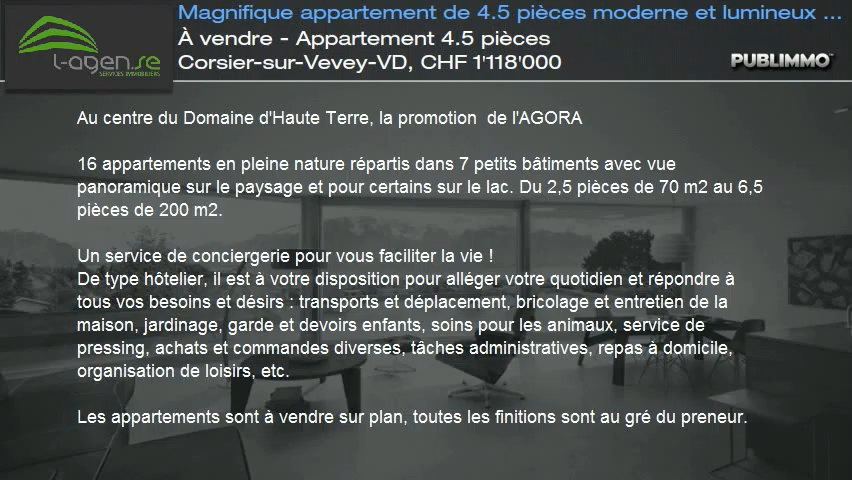 Magnifique appartement de 4.5 pièces moderne et lumineux ...
À vendre - Appartement 4.5 pièces
Corsier-sur-Vevey-VD, CHF 1'118'000
l-agen.se
SERVICES IMMOBILIERS
PUBLIMMO
Au centre du Domaine d'Haute Terre, la promotion  de l'AGORA
16 appartements en pleine nature répartis dans 7 petits bâtiments avec vue
panoramique sur le paysage et pour certains sur le lac. Du 2,5 pièces de 70 m2 au 6,5
pièces de 200 m2.
Un service de conciergerie pour vous faciliter la vie !
De type hôtelier, il est à votre disposition pour alléger votre quotidien et répondre à
tous vos besoins et désirs : transports et déplacement, bricolage et entretien de la
maison, jardinage, garde et devoirs enfants, soins pour les animaux, service de
pressing, achats et commandes diverses, tâches administratives, repas à domicile,
organisation de loisirs, etc.
Les appartements sont à vendre sur plan, toutes les finitions sont au gré du preneur.